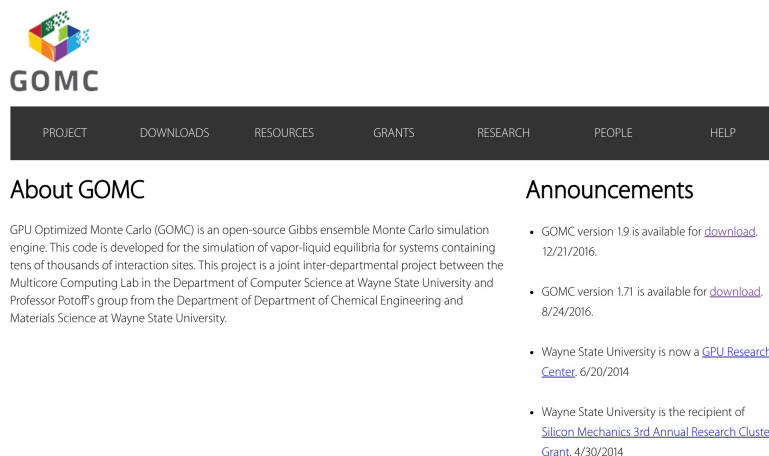 GOMC
PROJECT DOWNLOADS RESOURCES GRANTS RESEARCH PEOPLE HELP
About GOMC
GPU Optimized Monte Carlo (GOMC) is an open-source Gibbs ensemble Monte Carlo simulation
engine. This code is developed for the simulation of vapor-liquid equilibria for systems containing
tens of thousands of interaction sites. This project is a joint inter-departmental project between the
Multicore Computing Lab in the Department of Computer Science at Wayne State University and
Professor Potoff's group from the Department of Department of Chemical Engineering and
Materials Science at Wayne State University.
Announcements
• GOMC version 1.9 is available for download.
12/21/2016.
• GOMC version 1.71 is available for download.
8/24/2016.
• Wayne State University is now a GPU Research
Center. 6/20/2014
• Wayne State University is the recipient of
Silicon Mechanics 3rd Annual Research Cluste
Grant. 4/30/2014